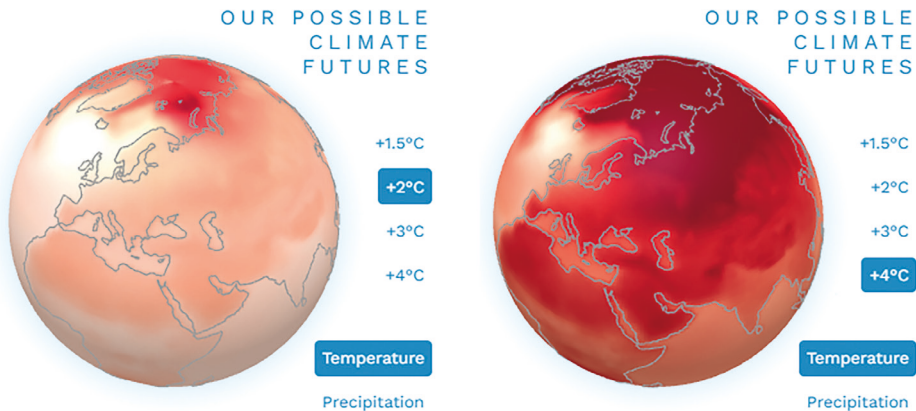 OUR POSSIBLE
CLIMATE
FUTURES
+1.5°C
+2°C
+3°C
+4°C
Temperature
Precipitation
OUR POSSIBLE
CLIMATE
FUTURES
+1.5°C
+2°C
+3°C
+4°C
Temperature
Precipitation